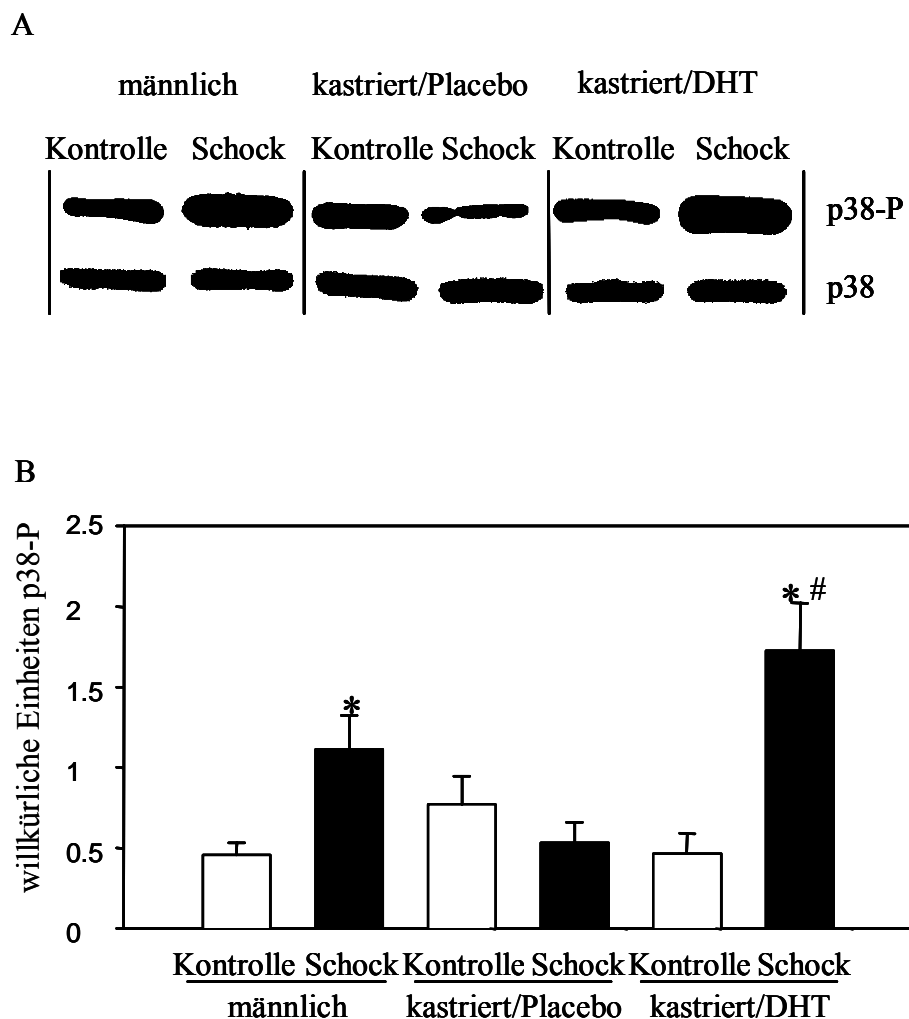 A
männlich kastriert/Placebo kastriert/DHT
Kontrolle Schock Kontrolle Schock Kontrolle Schock
p38-P
p38
B
willkürliche Einheiten p38-P
2.5
2
1.5
1
0.5
0
*
* #
Kontrolle Schock Kontrolle Schock Kontrolle Schock
männlich kastriert/Placebo kastriert/DHT